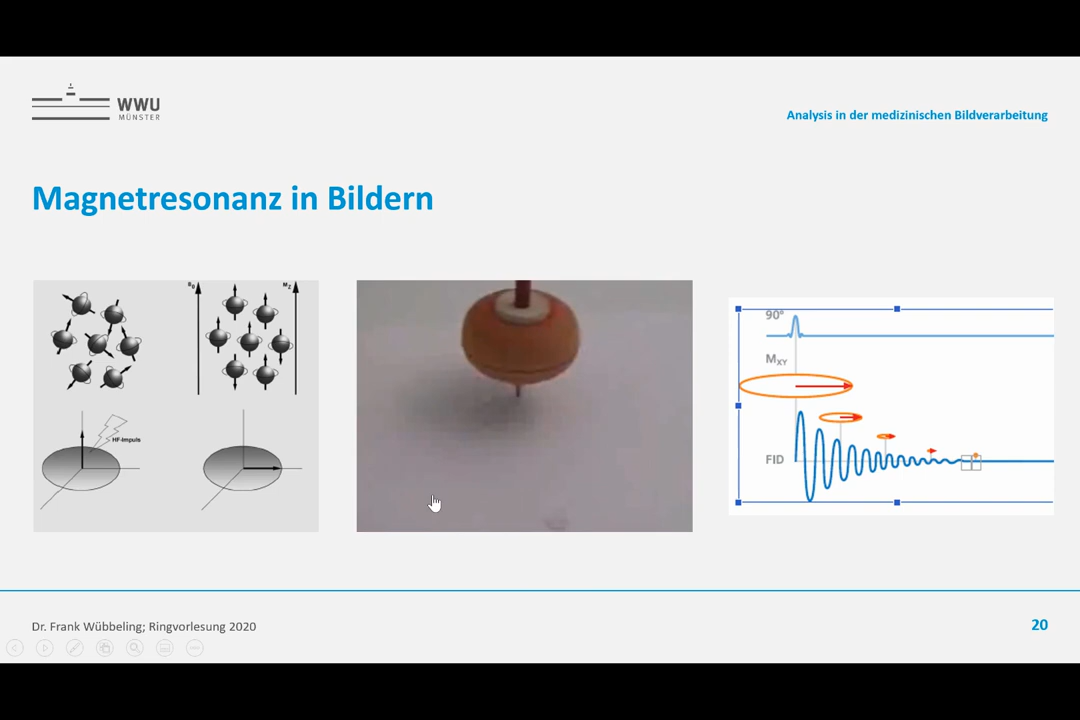 WWU
MÜNSTER
Analysis in der medizinischen Bildverarbeitung
Magnetresonanz in Bildern
B₀
M_Z
HF-Impuls
90°
M_XY
FID
Dr. Frank Wübbeling; Ringvorlesung 2020
20